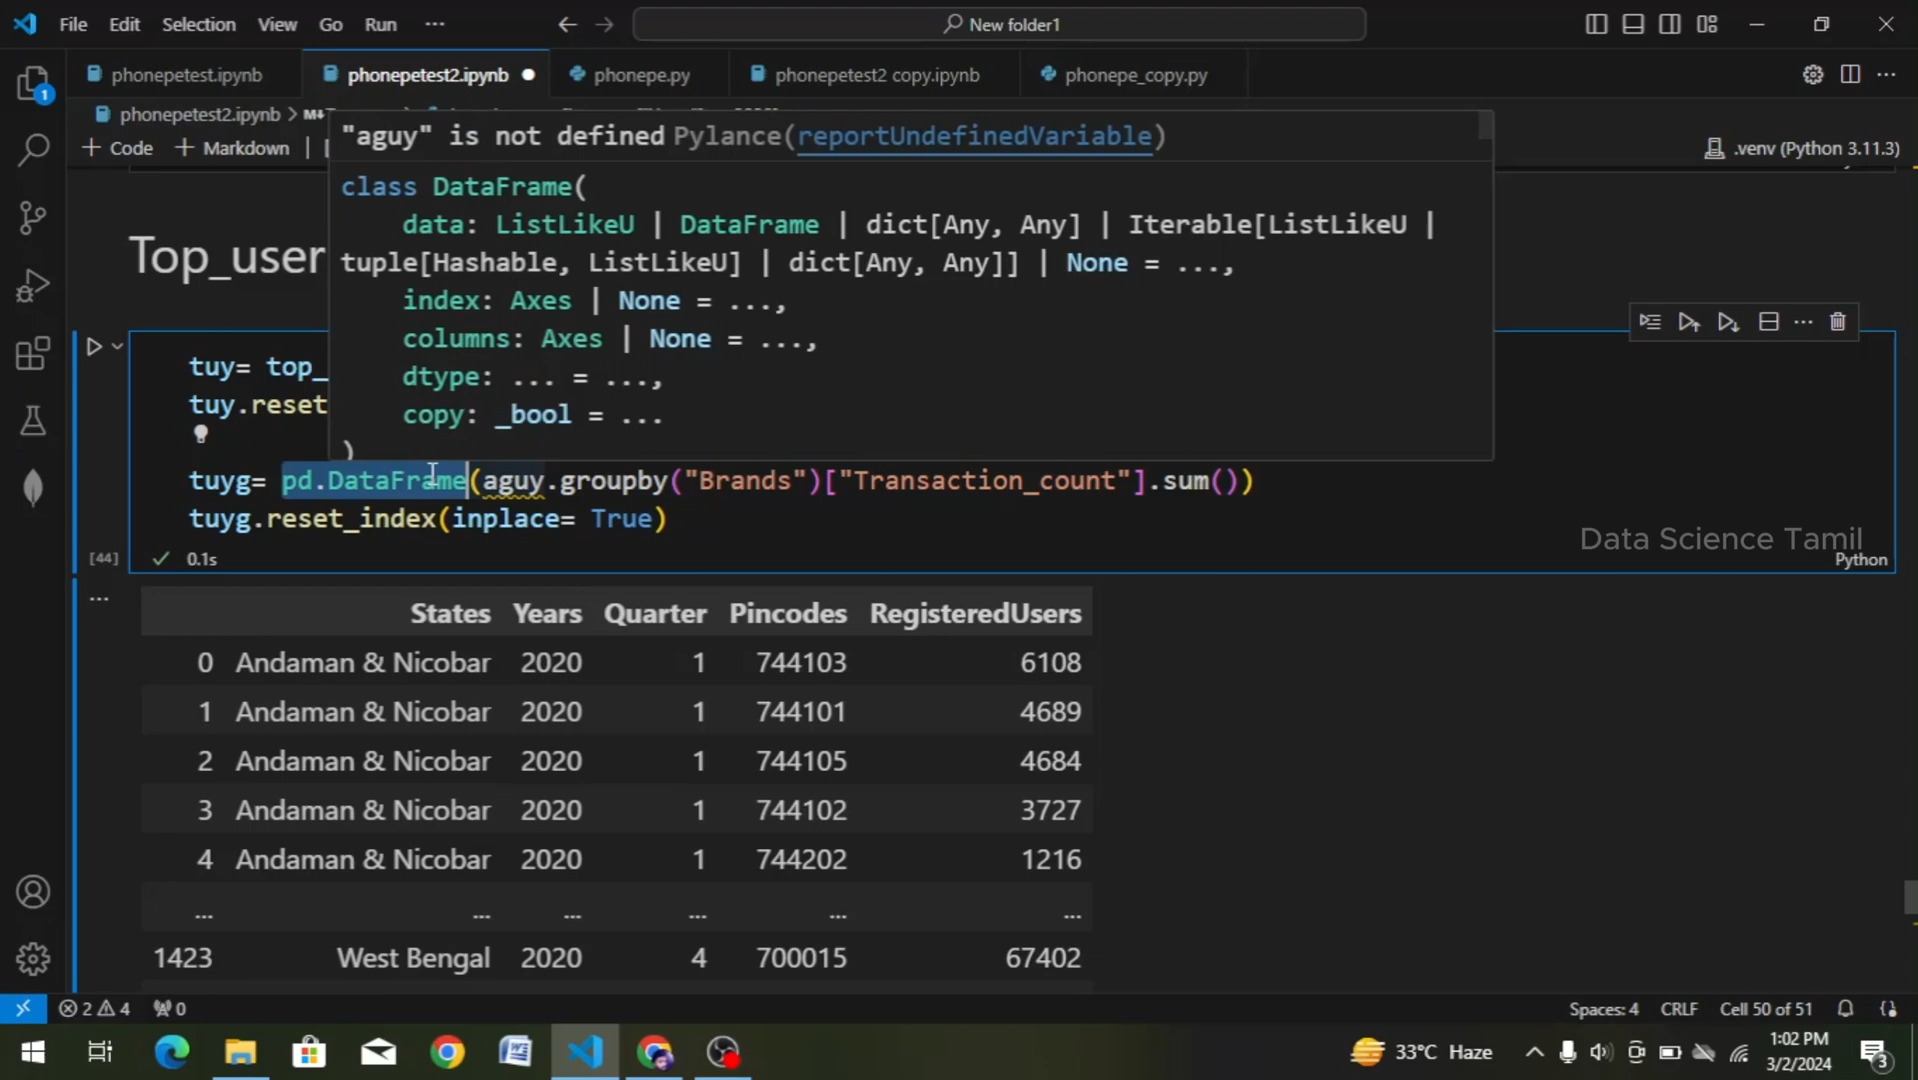 File Edit Selection View Go Run ... New folder1
phonepetest.ipynb phonepetest2.ipynb phonepe.py phonepetest2 copy.ipynb phonepe_copy.py
phonepetest2.ipynb > M↓
+ Code + Markdown | .venv (Python 3.11.3)
"aguy" is not defined Pylance(reportUndefinedVariable)
class DataFrame(
data: ListLikeU | DataFrame | dict[Any, Any] | Iterable[ListLikeU |
tuple[Hashable, ListLikeU] | dict[Any, Any]] | None = ...,
index: Axes | None = ...,
columns: Axes | None = ...,
dtype: ... = ...,
copy: _bool = ...
)
Top_user
tuy= top_
tuy.reset
tuyg= pd.DataFrame(aguy.groupby("Brands")["Transaction_count"].sum())
tuyg.reset_index(inplace= True)
Data Science Tamil
[44] 0.1s Python
... States Years Quarter Pincodes RegisteredUsers
0 Andaman & Nicobar 2020 1 744103 6108
1 Andaman & Nicobar 2020 1 744101 4689
2 Andaman & Nicobar 2020 1 744105 4684
3 Andaman & Nicobar 2020 1 744102 3727
4 Andaman & Nicobar 2020 1 744202 1216
... ... ... ... ... ...
1423 West Bengal 2020 4 700015 67402
2 4 0 Spaces: 4 CRLF Cell 50 of 51
33°C Haze 1:02 PM
3/2/2024 3